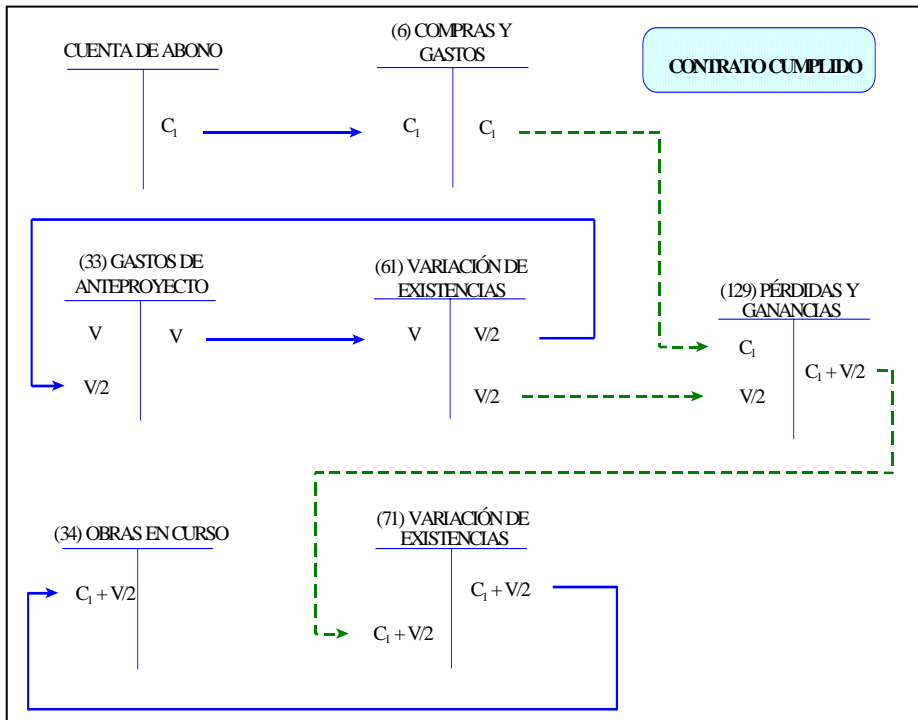 CUENTA DE ABONO
(6) COMPRAS Y
GASTOS
CONTRATO CUMPLIDO
C₁
C₁
C₁
(33) GASTOS DE
ANTEPROYECTO
(61) VARIACIÓN DE
EXISTENCIAS
(129) PÉRDIDAS Y
GANANCIAS
V
V
V
V/2
C₁
C₁ + V/2
V/2
V/2
V/2
(34) OBRAS EN CURSO
(71) VARIACIÓN DE
EXISTENCIAS
C₁ + V/2
C₁ + V/2
C₁ + V/2